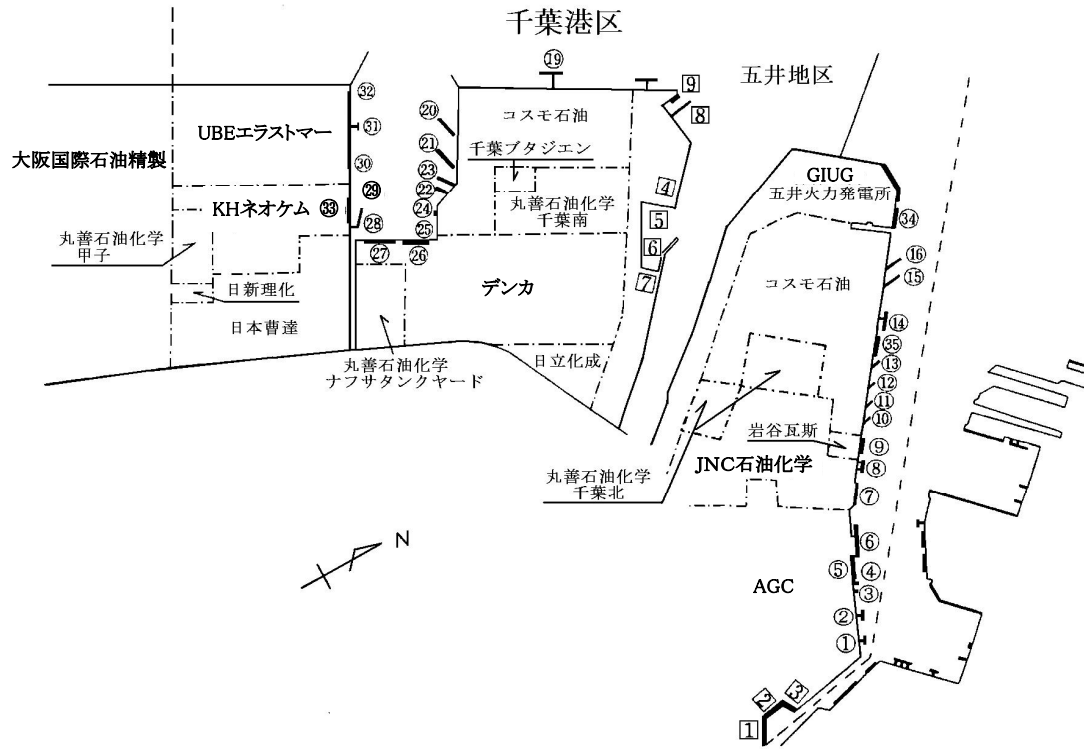 千葉港区
五井地区
⑲
9
8
㉜
⑳
コスモ石油
UBEエラストマー
㉛
㉑
千葉ブタジエン
大阪国際石油精製
㉚
㉓
㉒
4
GIUG
五井火力発電所
㉙
KHネオケム
㉝
㉘
㉔
㉕
丸善石油化学
千葉南
5
㉞
丸善石油化学
甲子
㉗
㉖
6
7
⑯
⑮
日新理化
デンカ
コスモ石油
日本曹達
⑭
㉟
丸善石油化学
ナフサタンクヤード
日立化成
⑬
⑫
⑪
⑩
岩谷瓦斯
⑨
JNC石油化学
⑧
丸善石油化学
千葉北
⑦
N
⑥
⑤
④
AGC
③
②
①
2
3
1